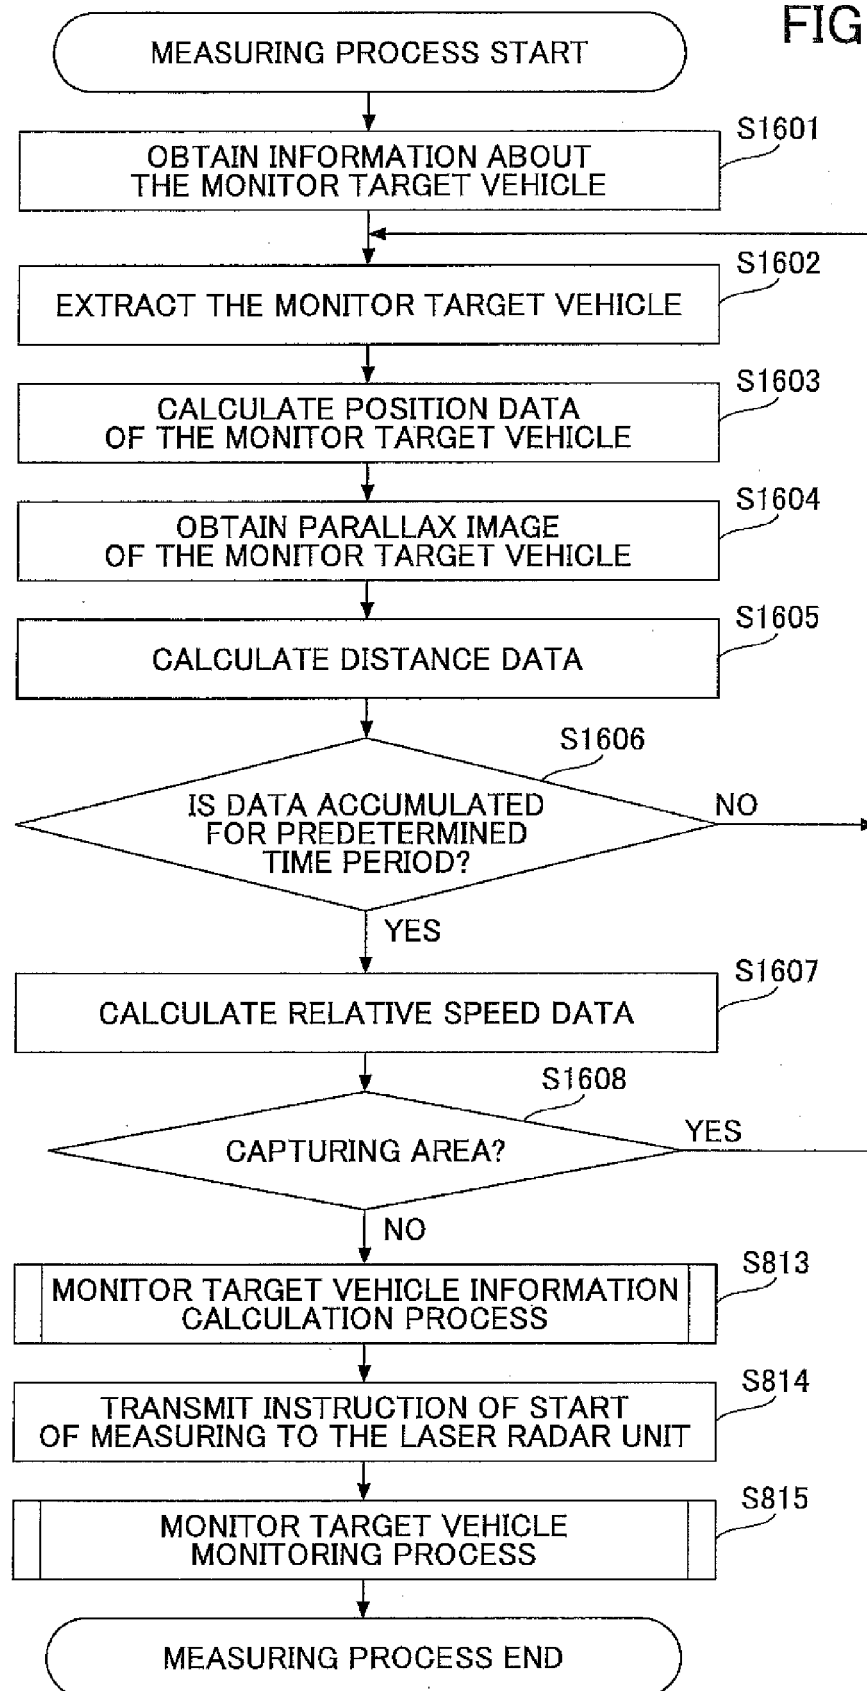 FIG
MEASURING PROCESS START
S1601
OBTAIN INFORMATION ABOUT
THE MONITOR TARGET VEHICLE
S1602
EXTRACT THE MONITOR TARGET VEHICLE
S1603
CALCULATE POSITION DATA
OF THE MONITOR TARGET VEHICLE
S1604
OBTAIN PARALLAX IMAGE
OF THE MONITOR TARGET VEHICLE
S1605
CALCULATE DISTANCE DATA
S1606
IS DATA ACCUMULATED
FOR PREDETERMINED
TIME PERIOD?
NO
YES
S1607
CALCULATE RELATIVE SPEED DATA
S1608
CAPTURING AREA?
YES
NO
S813
MONITOR TARGET VEHICLE INFORMATION
CALCULATION PROCESS
S814
TRANSMIT INSTRUCTION OF START
OF MEASURING TO THE LASER RADAR UNIT
S815
MONITOR TARGET VEHICLE
MONITORING PROCESS
MEASURING PROCESS END